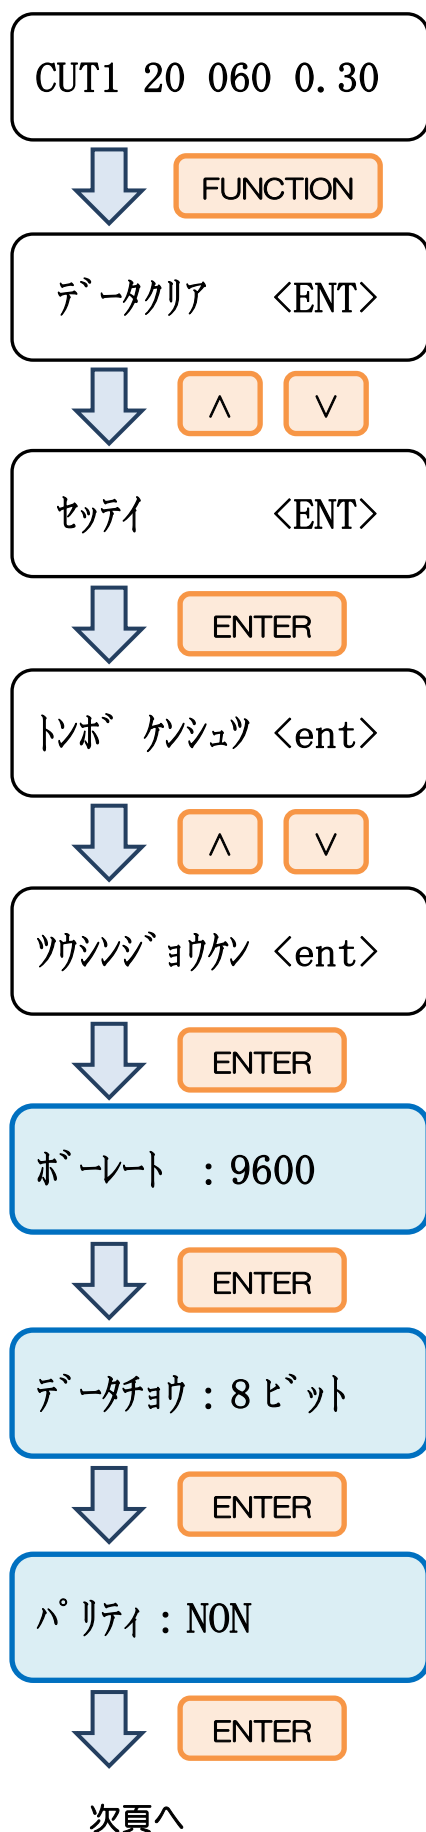 CUT1 20 060 0.30
FUNCTION
ﾃﾞｰﾀｸﾘｱ <ENT>
∧ ∨
ｾｯﾃｲ <ENT>
ENTER
ﾄﾝﾎﾞ ｹﾝｼｭﾂ <ent>
∧ ∨
ﾂｳｼﾝｼﾞｮｳｹﾝ <ent>
ENTER
ﾎﾞｰﾚｰﾄ : 9600
ENTER
ﾃﾞｰﾀﾁｮｳ : 8 ﾋﾞｯﾄ
ENTER
ﾊﾟﾘﾃｨ : NON
ENTER
次頁へ